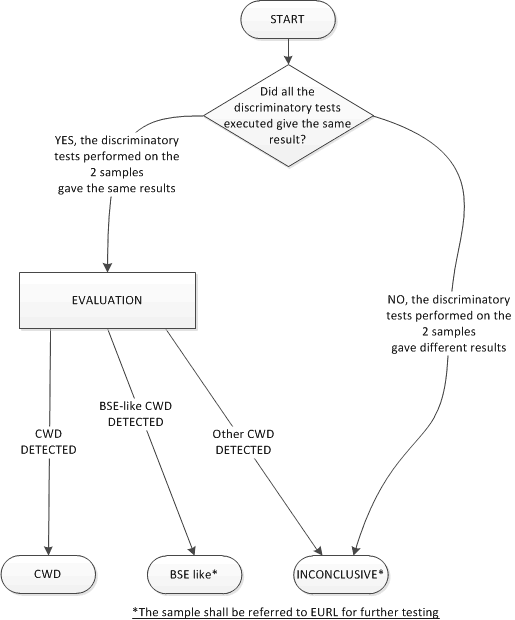 START
Did all the
discriminatory tests
executed give the same
result?
YES, the discriminatory
tests performed on the
2 samples
gave the same results
EVALUATION
NO, the discriminatory
tests performed on the
2 samples
gave different results
BSE-like CWD
DETECTED
CWD
DETECTED
Other CWD
DETECTED
CWD
BSE like*
INCONCLUSIVE*
*The sample shall be referred to EURL for further testing